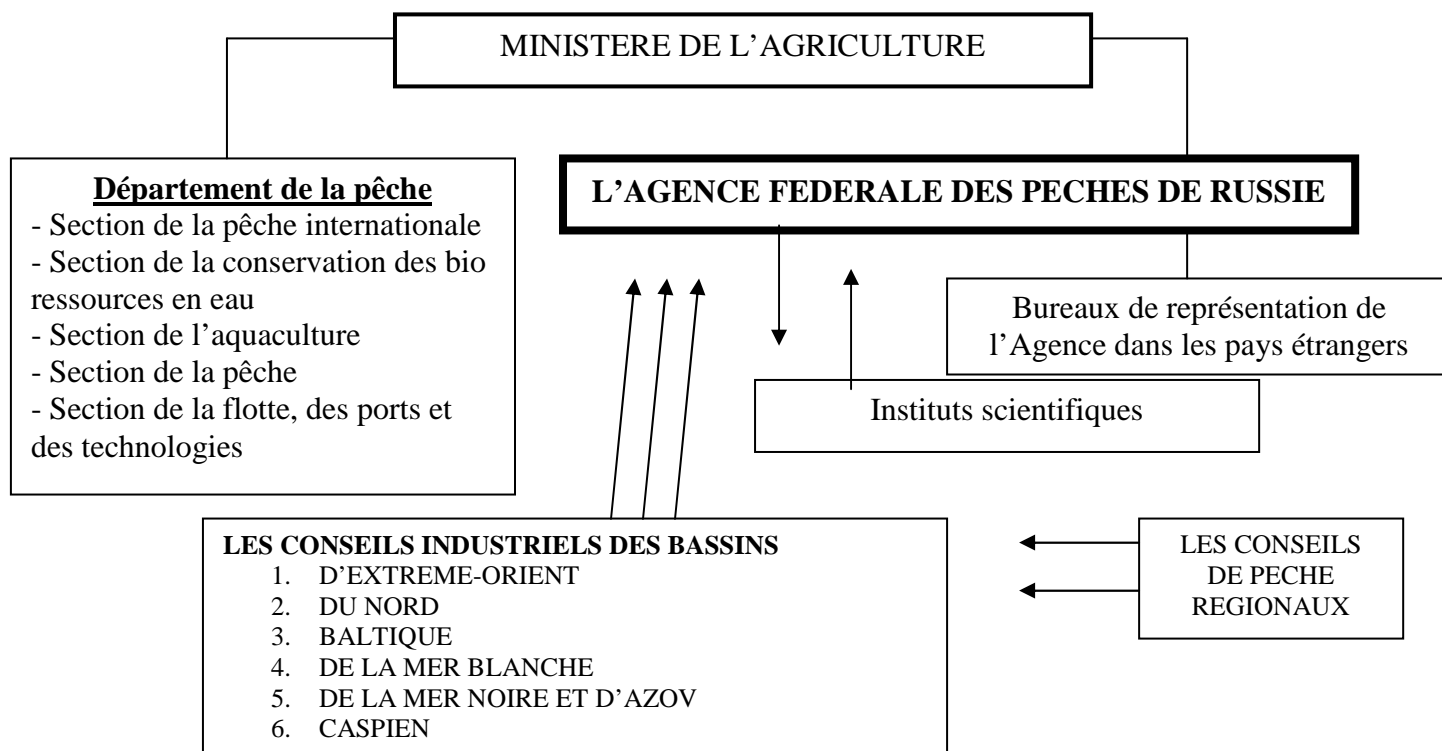 MINISTERE DE L’AGRICULTURE
Département de la pêche
- Section de la pêche internationale
- Section de la conservation des bio
ressources en eau
- Section de l’aquaculture
- Section de la pêche
- Section de la flotte, des ports et
des technologies
L’AGENCE FEDERALE DES PECHES DE RUSSIE
Bureaux de représentation de
l’Agence dans les pays étrangers
Instituts scientifiques
LES CONSEILS INDUSTRIELS DES BASSINS
1. D’EXTREME-ORIENT
2. DU NORD
3. BALTIQUE
4. DE LA MER BLANCHE
5. DE LA MER NOIRE ET D’AZOV
6. CASPIEN
LES CONSEILS
DE PECHE
REGIONAUX